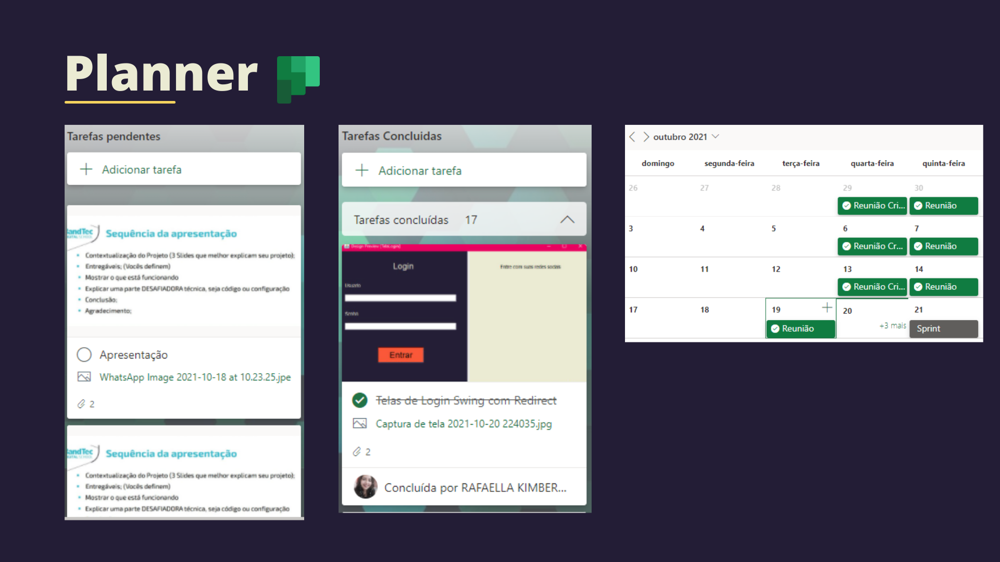 Planner
Tarefas pendentes
Adicionar tarefa
andTec
Sequência da apresentação
Contextualização do Projeto (3 Slides que melhor explicam seu projeto);
Entregáveis; (Vocês definem)
Mostrar o que está funcionando
Explicar uma parte DESAFIADORA técnica, seja código ou configuração
Conclusão;
Agradecimento;
Apresentação
WhatsApp Image 2021-10-18 at 10.23.25.jpe
2
andTec
Sequência da apresentação
Contextualização do Projeto (3 Slides que melhor explicam seu projeto);
Entregáveis; (Vocês definem)
Mostrar o que está funcionando
Explicar uma parte DESAFIADORA técnica, seja código ou configuração
Tarefas Concluidas
Adicionar tarefa
Tarefas concluídas 17
Design Preview [TelaLogin]
Login
Entre com suas redes sociais
Usuario
Senha
Entrar
Telas de Login Swing com Redirect
Captura de tela 2021-10-20 224035.jpg
2
Concluída por RAFAELLA KIMBER...
outubro 2021
domingo segunda-feira terça-feira quarta-feira quinta-feira
26 27 28 29 30
Reunião Cri... Reunião
3 4 5 6 7
Reunião Cr... Reunião
10 11 12 13 14
Reunião Cri... Reunião
17 18 19 20 21
Reunião +3 mais Sprint